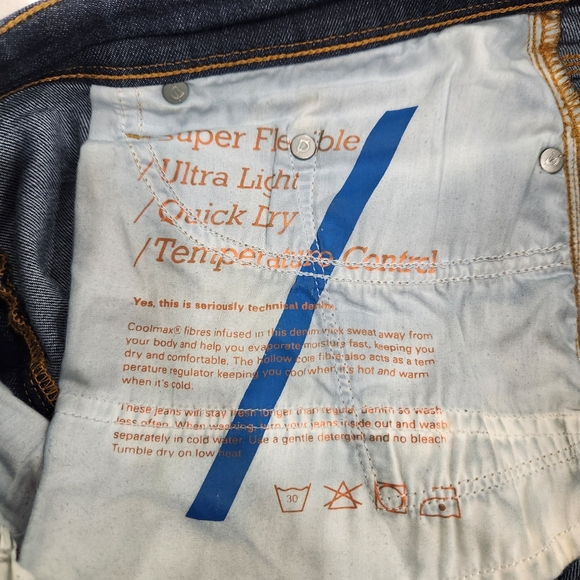 /Super Flexible
/Ultra Light
/Quick Dry
/Temperature Control
Yes, this is seriously technical denim.
Coolmax® fibres infused in this denim wick sweat away from
your body and help you evaporate moisture fast, keeping you
dry and comfortable. The hollow core fibre also acts as a tem
perature regulator keeping you cool when it's hot and warm
when it's cold.
These jeans will stay fresh longer than regular denim so wash
less often. When washing, turn your jeans inside out and wash
separately in cold water. Use a gentle detergent and no bleach
Tumble dry on low heat
30
D